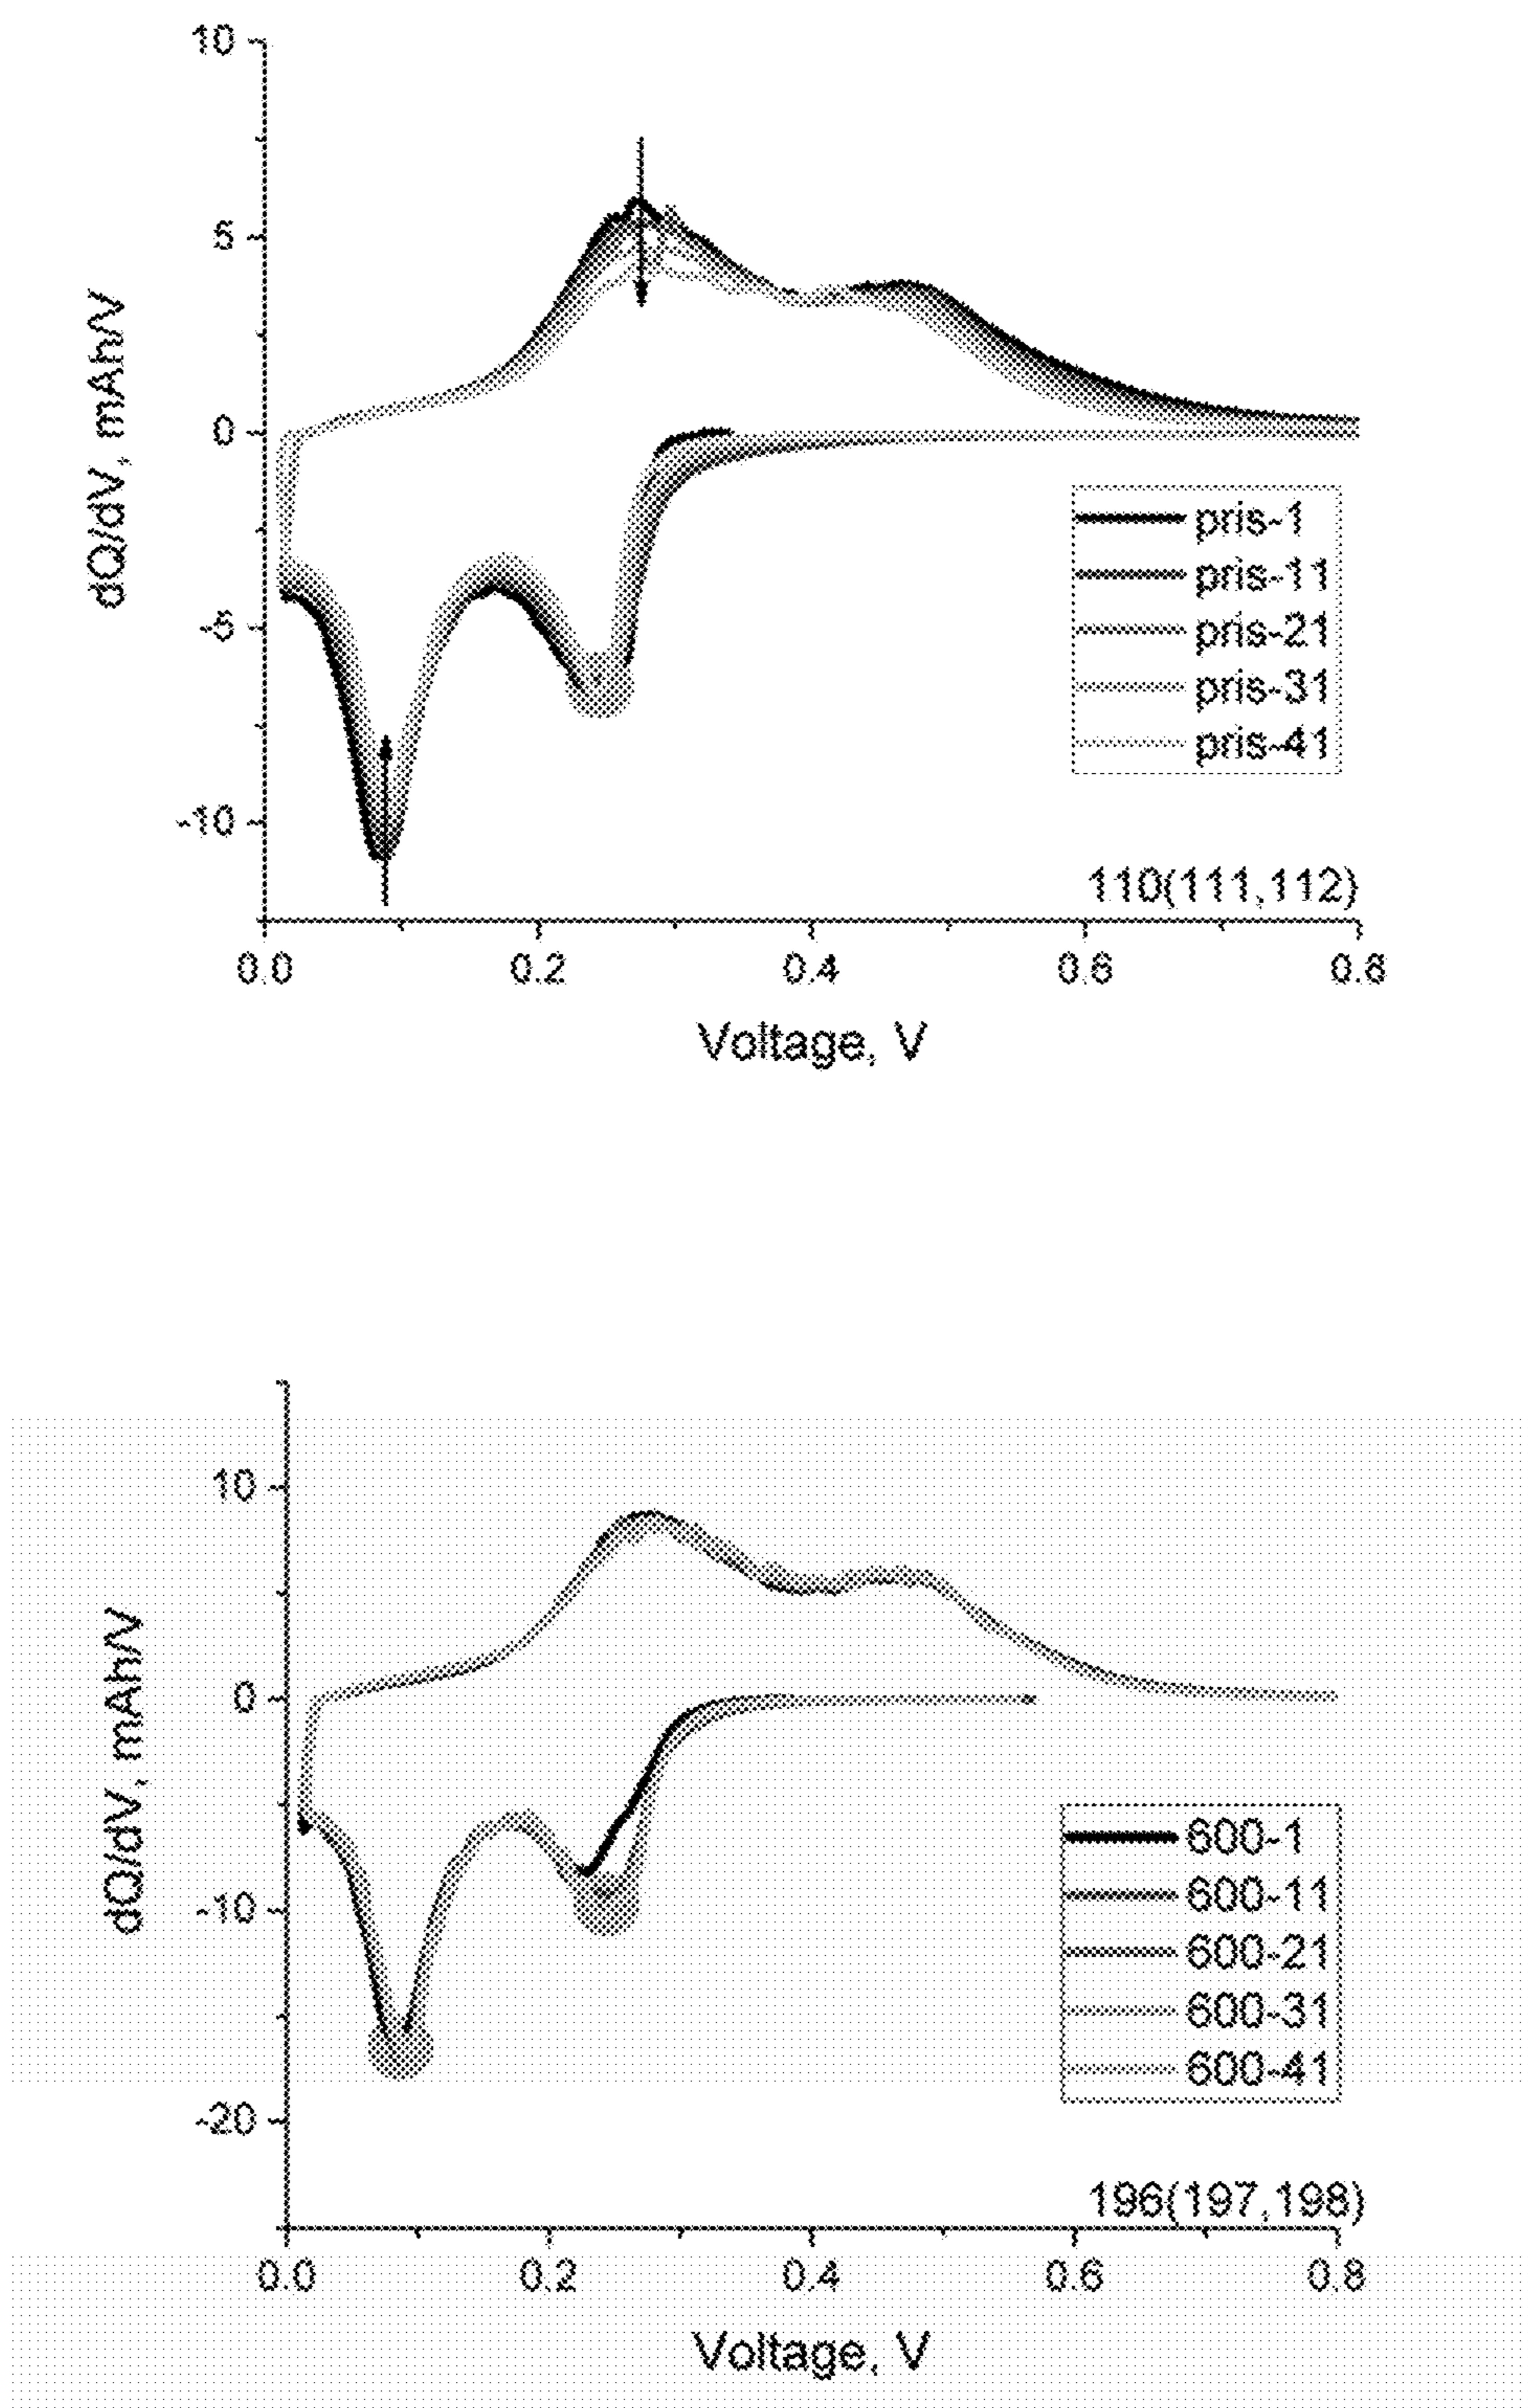 10
5
0
-5
-10
dQ/dV, mAh/V
pris-1
pris-11
pris-21
pris-31
pris-41
110(111,112)
0.0 0.2 0.4 0.6 0.8
Voltage, V
10
0
-10
-20
dQ/dV, mAh/V
600-1
600-11
600-21
600-31
600-41
196(197,198)
0.0 0.2 0.4 0.6 0.8
Voltage, V